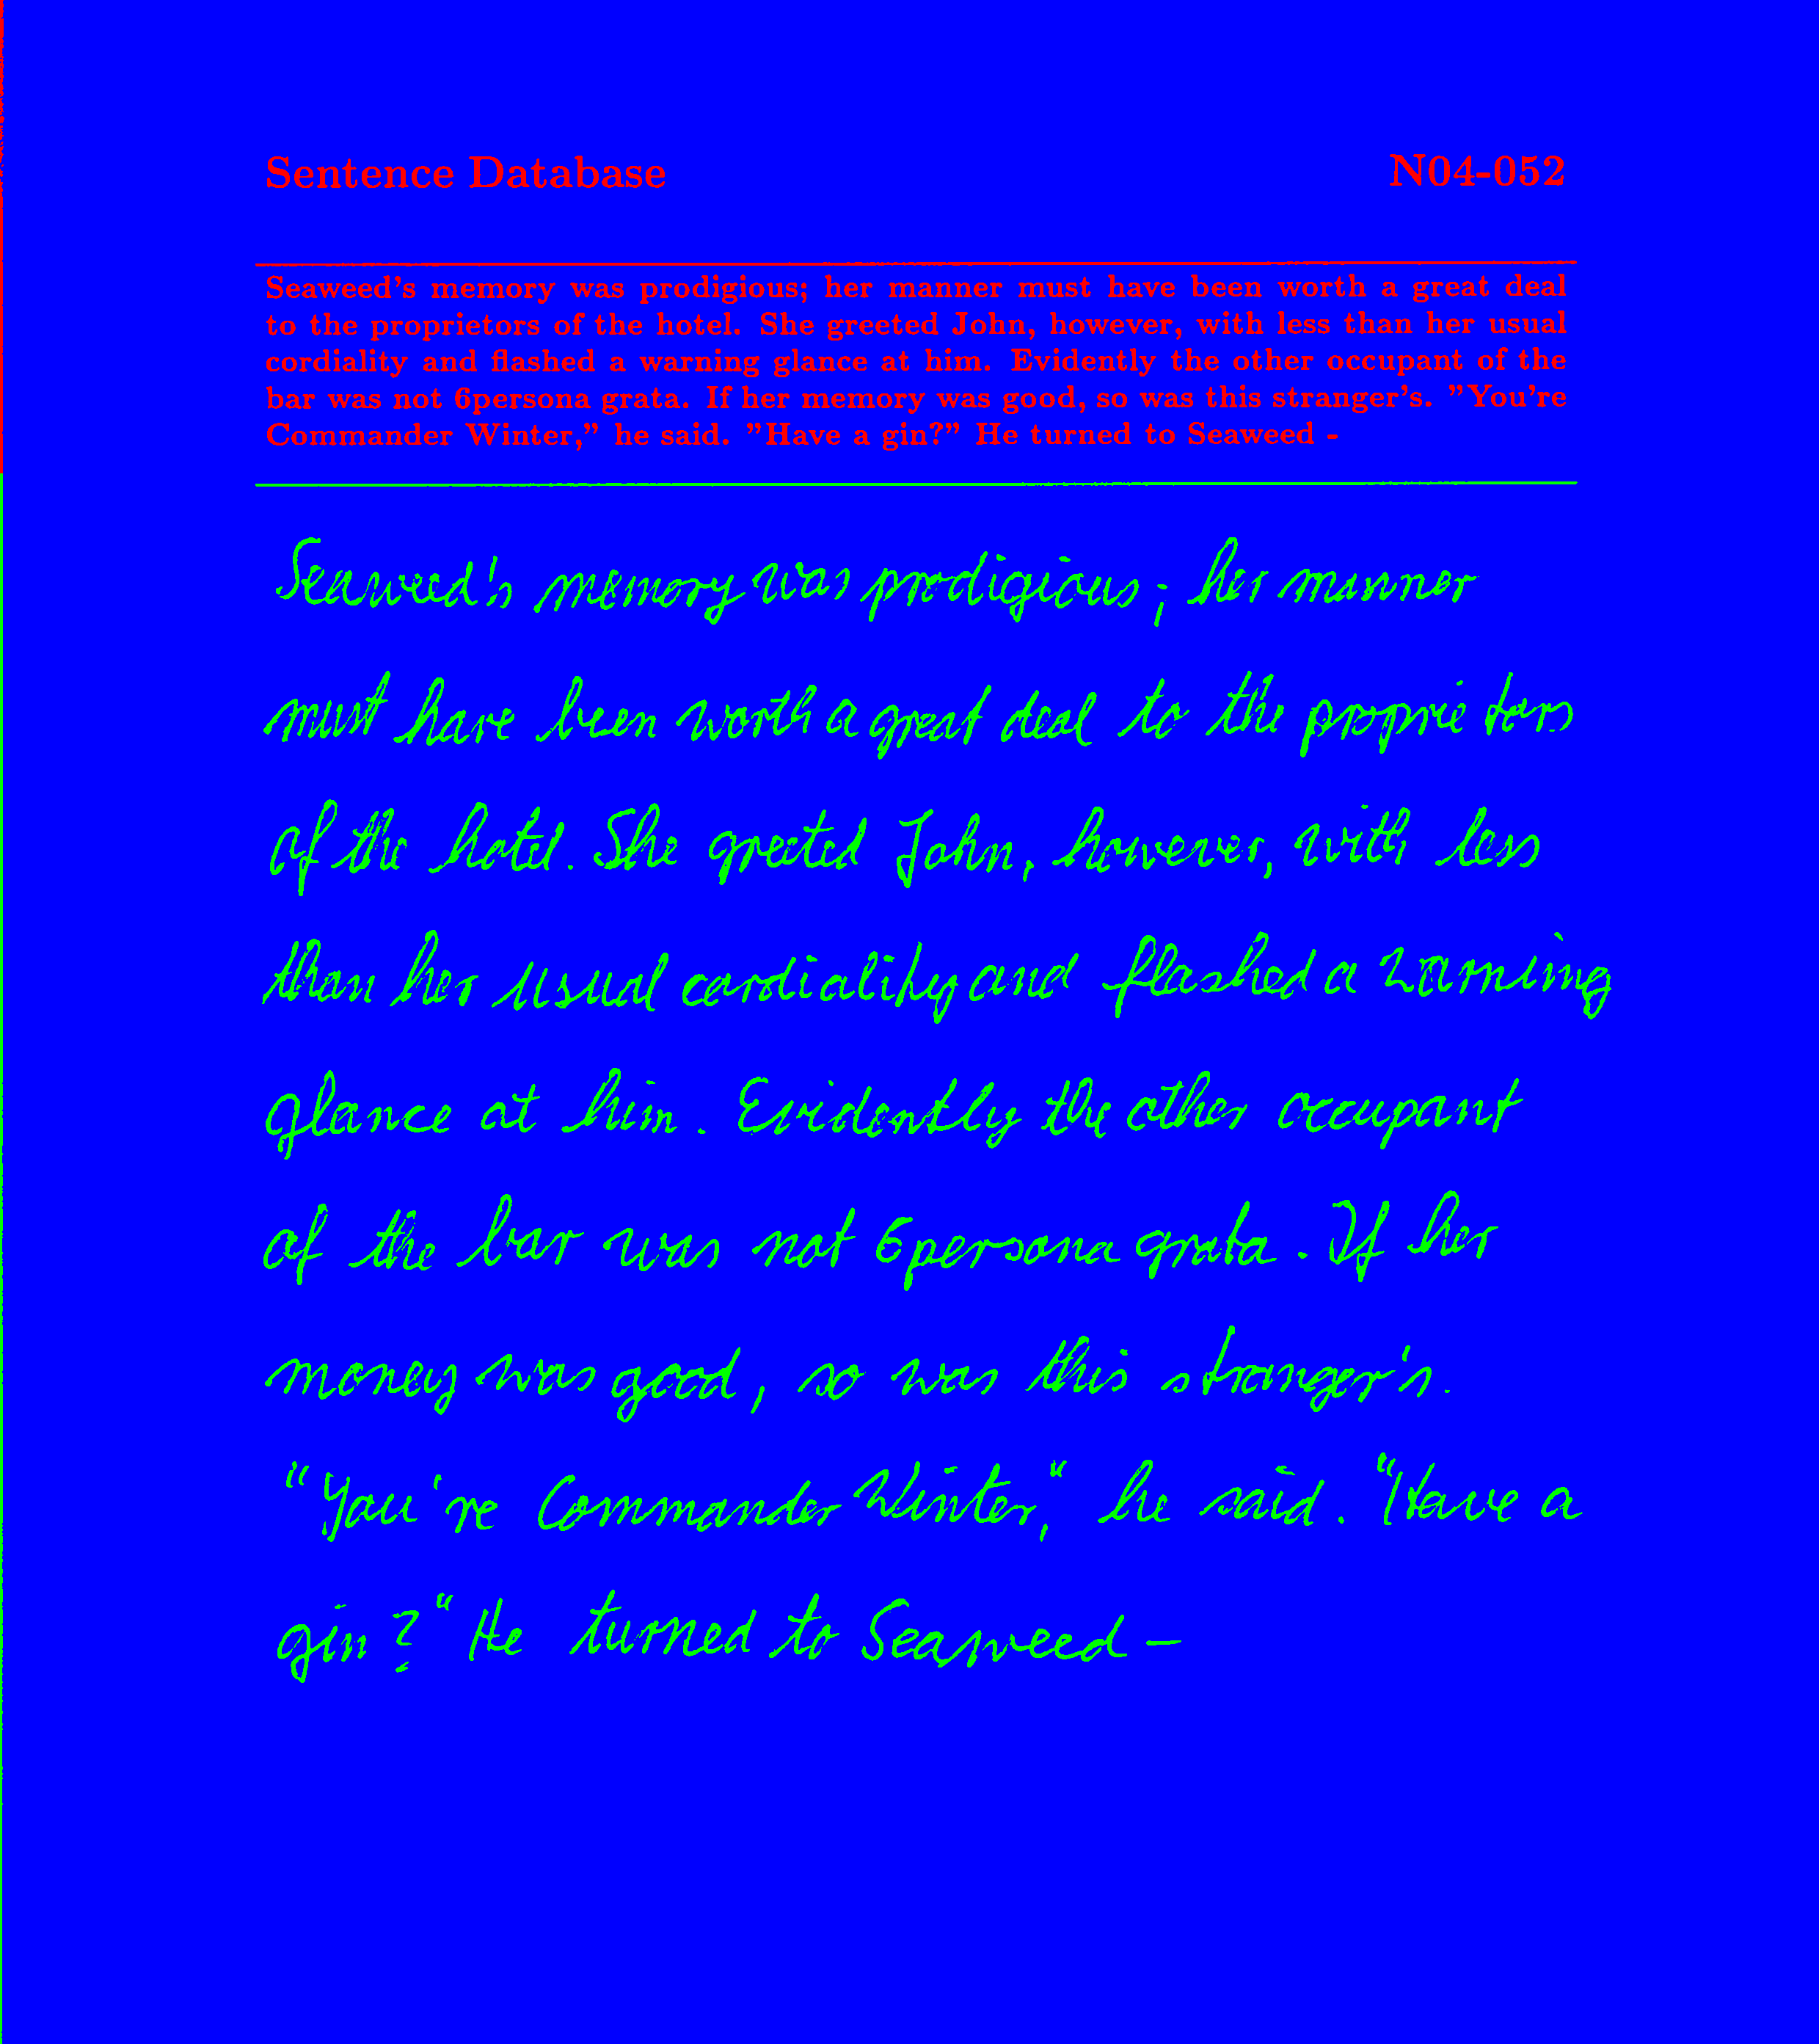 Sentence Database N04-052
Seaweed's memory was prodigious; her manner must have been worth a great deal
to the proprietors of the hotel. She greeted John, however, with less than her usual
cordiality and flashed a warning glance at him. Evidently the other occupant of the
bar was not 6persona grata. If her memory was good, so was this stranger's. "You're
Commander Winter," he said. "Have a gin?" He turned to Seaweed -
Seaweed's memory was prodigious; her manner
must have been worth a great deal to the proprietors
of the hotel. She greeted John, however, with less
than her usual cordiality and flashed a warning
glance at him. Evidently the other occupant
of the bar was not 6persona grata. If her
money was good, so was this stranger's.
"You're Commander Winter," he said. "Have a
gin?" He turned to Seaweed -